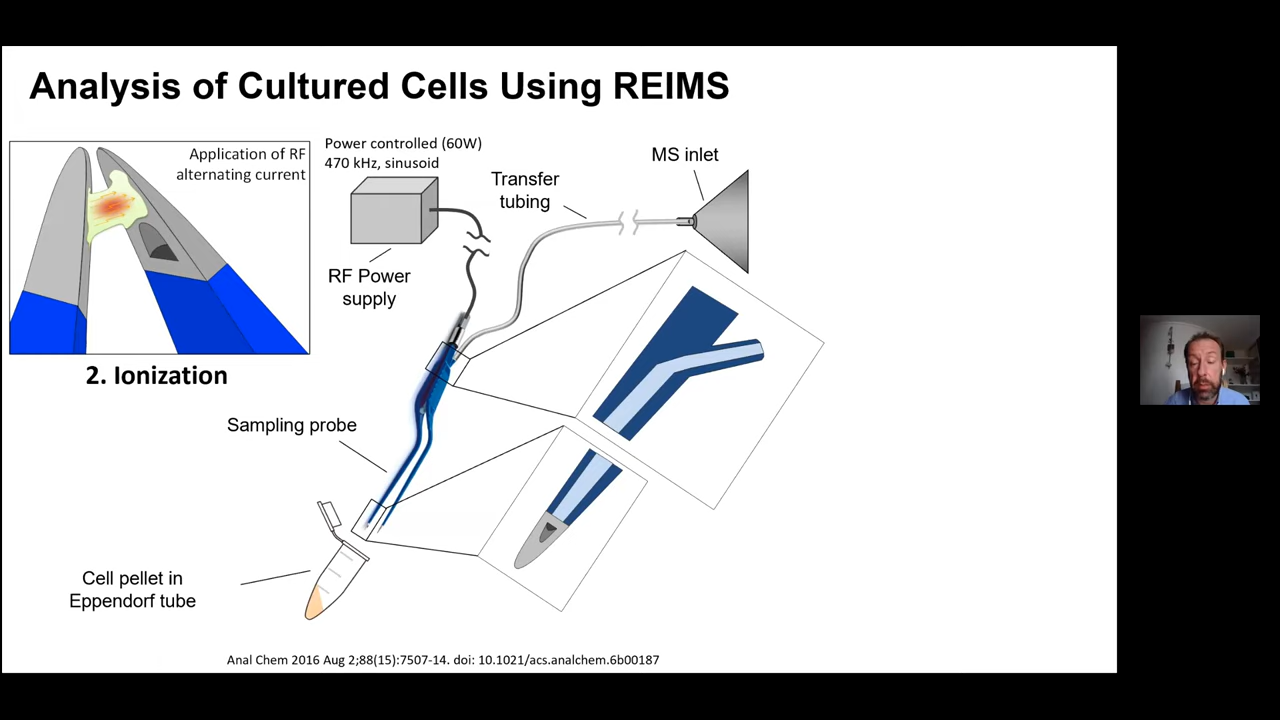 Analysis of Cultured Cells Using REIMS
Application of RF
alternating current
Power controlled (60W)
470 kHz, sinusoid
MS inlet
Transfer
tubing
RF Power
supply
2. Ionization
Sampling probe
Cell pellet in
Eppendorf tube
Anal Chem 2016 Aug 2;88(15):7507-14. doi: 10.1021/acs.analchem.6b00187